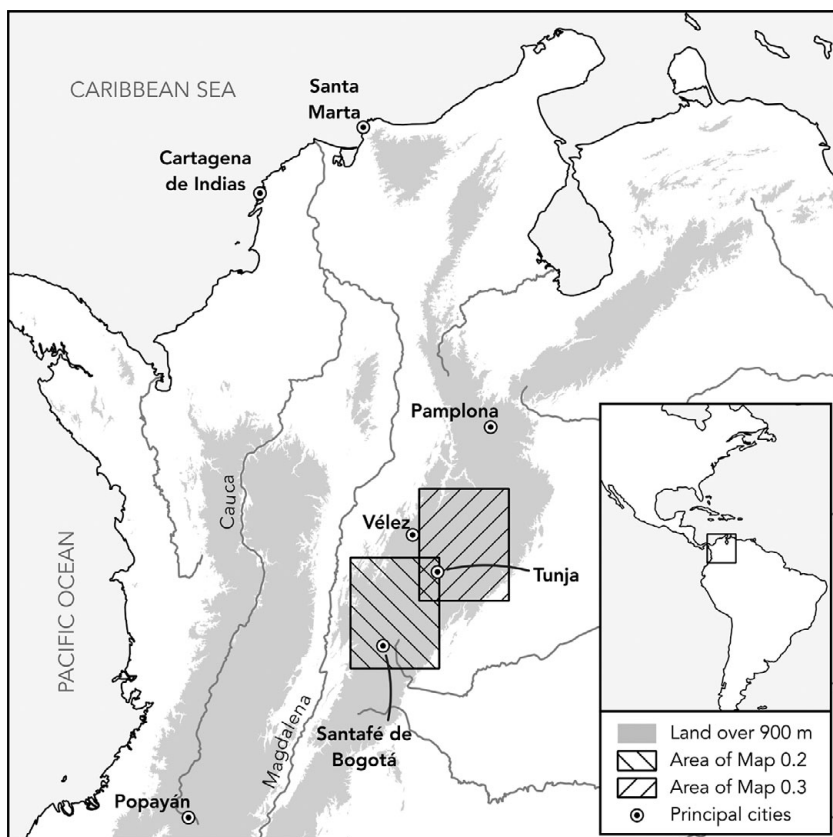 CARIBBEAN SEA
Santa
Marta
Cartagena
de Indias
Pamplona
Cauca
Vélez
Tunja
PACIFIC OCEAN
Magdalena
Santafé de
Bogotá
Popayán
Land over 900 m
Area of Map 0.2
Area of Map 0.3
Principal cities